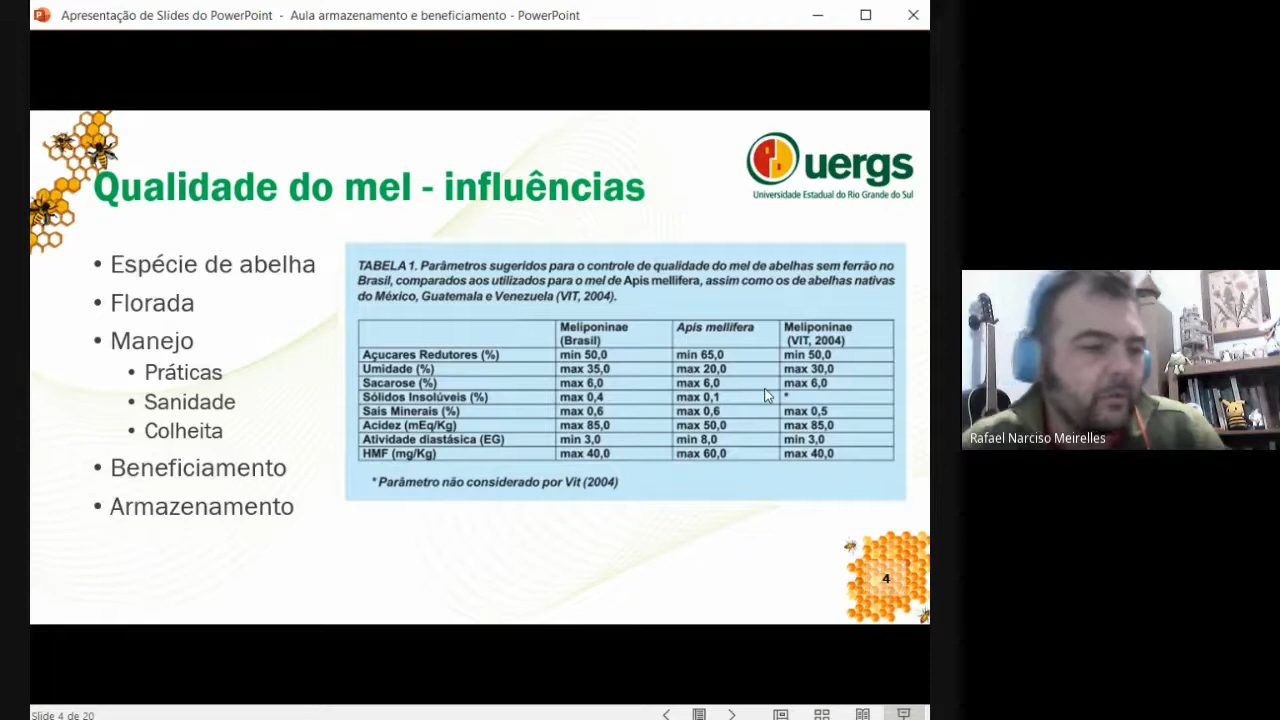 Apresentação de Slides do PowerPoint - Aula armazenamento e beneficiamento - PowerPoint
Qualidade do mel - influências
uergs
Universidade Estadual do Rio Grande do Sul
• Espécie de abelha
• Florada
• Manejo
• Práticas
• Sanidade
• Colheita
• Beneficiamento
• Armazenamento
TABELA 1. Parâmetros sugeridos para o controle de qualidade do mel de abelhas sem ferrão no
Brasil, comparados aos utilizados para o mel de Apis mellifera, assim como os de abelhas nativas
do México, Guatemala e Venezuela (VIT, 2004).
Meliponinae (Brasil) Apis mellifera Meliponinae (VIT, 2004)
Açucares Redutores (%) min 50,0 min 65,0 min 50,0
Umidade (%) max 35,0 max 20,0 max 30,0
Sacarose (%) max 6,0 max 6,0 max 6,0
Sólidos Insolúveis (%) max 0,4 max 0,1 *
Sais Minerais (%) max 0,6 max 0,6 max 0,5
Acidez (mEq/Kg) max 85,0 max 50,0 max 85,0
Atividade diastásica (EG) min 3,0 min 8,0 min 3,0
HMF (mg/Kg) max 40,0 max 60,0 max 40,0
* Parâmetro não considerado por Vit (2004)
4
Rafael Narciso Meirelles
Slide 4 de 20